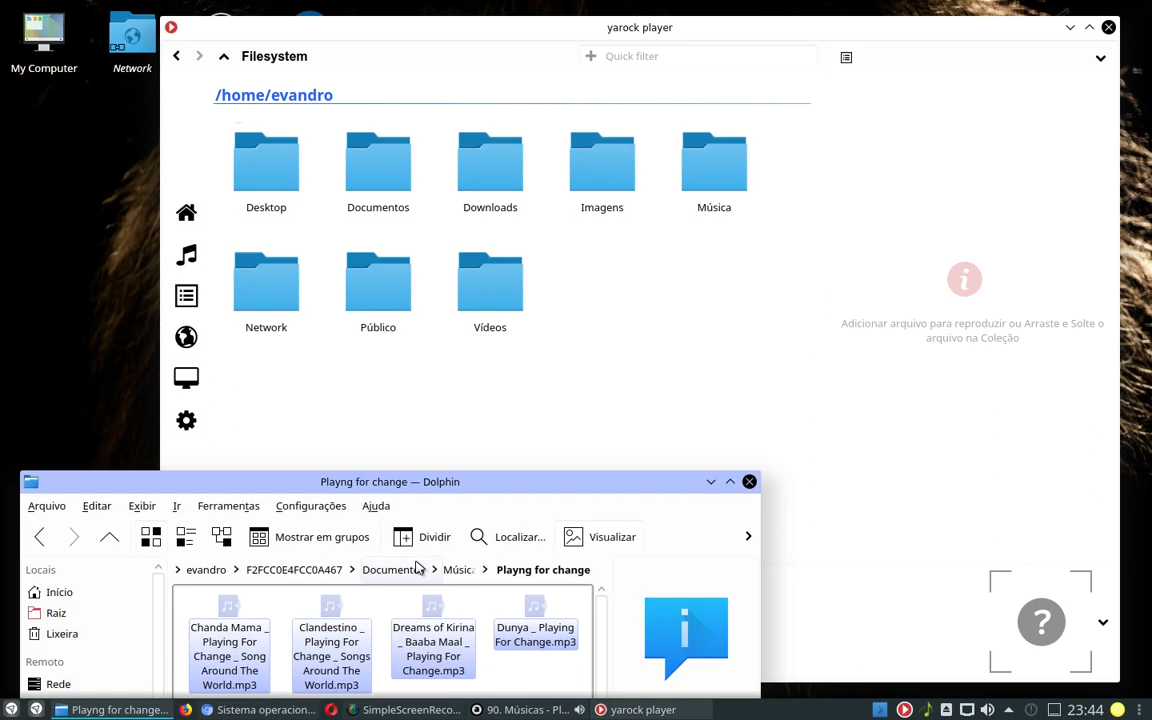 yarock player
My Computer
Network
Filesystem
Quick filter
/home/evandro
Desktop
Documentos
Downloads
Imagens
Música
Network
Público
Vídeos
i
Adicionar arquivo para reproduzir ou Arraste e Solte o
arquivo na Coleção
?
Playng for change — Dolphin
Arquivo
Editar
Exibir
Ir
Ferramentas
Configurações
Ajuda
Mostrar em grupos
Dividir
Localizar...
Visualizar
Locais
Início
Raiz
Lixeira
Remoto
Rede
evandro
F2FCC0E4FCC0A467
Música
Playng for change
Chanda Mama _
Playing For
Change _ Song
Around The
World.mp3
Clandestino _
Playing For
Change _ Songs
Around The
World.mp3
Dreams of Kirina
_ Baaba Maal _
Playing For
Change.mp3
Dunya _ Playing
For Change.mp3
i
Playng for change...
Sistema operacion...
SimpleScreenReco...
90. Músicas - Pl...
yarock player
23:44